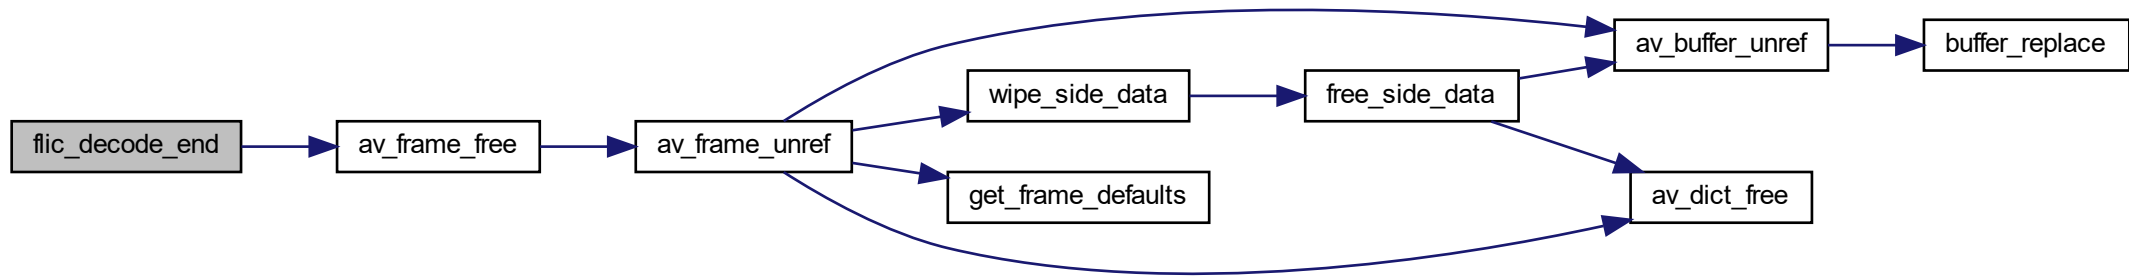 flic_decode_end
av_frame_free
av_frame_unref
wipe_side_data
get_frame_defaults
free_side_data
av_buffer_unref
av_dict_free
buffer_replace